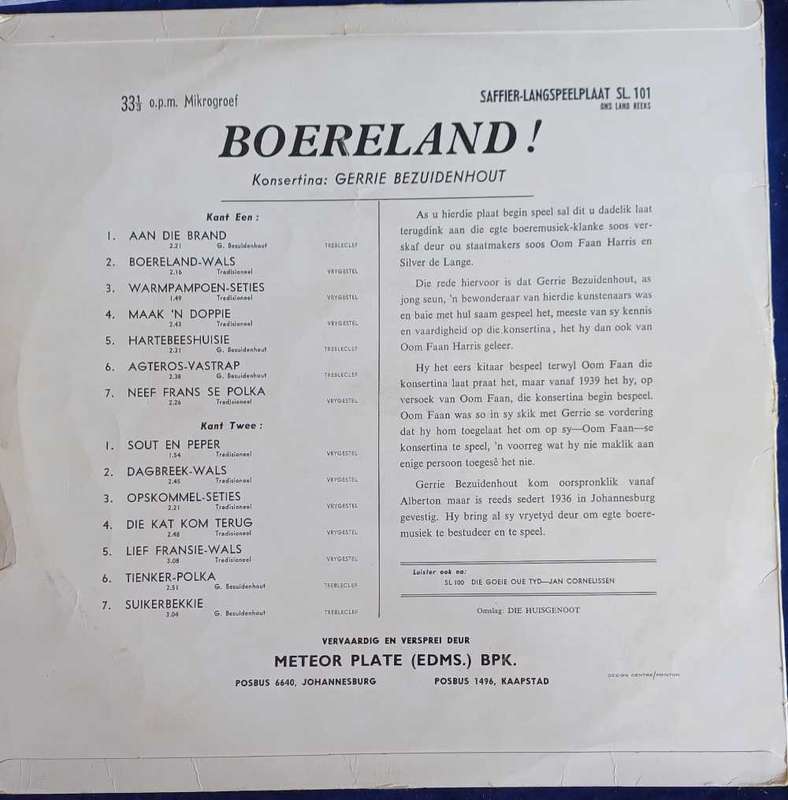 33⅓ o.p.m. Mikrogroef
SAFFIER-LANGSPEELPLAAT SL. 101
ONS LAND REEKS
BOERELAND!
Konsertina: GERRIE BEZUIDENHOUT
Kant Een:
1. AAN DIE BRAND
2.21 G. Bezuidenhout TREBLECLEF
2. BOERELAND-WALS
2.16 Tradisioneel VRYGESTEL
3. WARMPAMPOEN-SETIES
1.49 Tradisioneel VRYGESTEL
4. MAAK 'N DOPPIE
2.43 Tradisioneel VRYGESTEL
5. HARTEBEESHUISIE
2.31 G. Bezuidenhout TREBLECLEF
6. AGTEROS-VASTRAP
2.38 G. Bezuidenhout TREBLECLEF
7. NEEF FRANS SE POLKA
2.26 Tradisioneel VRYGESTEL
Kant Twee:
1. SOUT EN PEPER
1.54 Tradisioneel VRYGESTEL
2. DAGBREEK-WALS
2.45 Tradisioneel VRYGESTEL
3. OPSKOMMEL-SETIES
2.21 Tradisioneel VRYGESTEL
4. DIE KAT KOM TERUG
2.48 Tradisioneel VRYGESTEL
5. LIEF FRANSIE-WALS
3.08 Tradisioneel VRYGESTEL
6. TIENKER-POLKA
2.51 G. Bezuidenhout TREBLECLEF
7. SUIKERBEKKIE
3.04 G. Bezuidenhout TREBLECLEF
As u hierdie plaat begin speel sal dit u dadelik laat
terugdink aan die egte boeremusiek-klanke soos ver-
skaf deur ou staatmakers soos Oom Faan Harris en
Silver de Lange.
Die rede hiervoor is dat Gerrie Bezuidenhout, as
jong seun, 'n bewonderaar van hierdie kunstenaars was
en baie met hul saam gespeel het, meeste van sy kennis
en vaardigheid op die konsertina, het hy dan ook van
Oom Faan Harris geleer.
Hy het eers kitaar bespeel terwyl Oom Faan die
konsertina laat praat het, maar vanaf 1939 het hy, op
versoek van Oom Faan, die konsertina begin bespeel.
Oom Faan was so in sy skik met Gerrie se vordering
dat hy hom toegelaat het om op sy—Oom Faan—se
konsertina te speel, 'n voorreg wat hy nie maklik aan
enige persoon toegesê het nie.
Gerrie Bezuidenhout kom oorspronklik vanaf
Alberton maar is reeds sedert 1936 in Johannesburg
gevestig. Hy bring al sy vryetyd deur om egte boere-
musiek te bestudeer en te speel.
Luister ook na:
SL 100 DIE GOEIE OUE TYD—JAN CORNELISSEN
Omslag: DIE HUISGENOOT
VERVAARDIG EN VERSPREI DEUR
METEOR PLATE (EDMS.) BPK.
POSBUS 6640, JOHANNESBURG POSBUS 1496, KAAPSTAD
DESIGN CENTRE/PRINTON